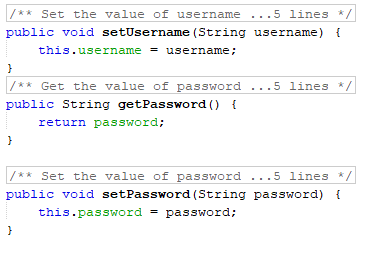 /** Set the value of username ...5 lines */
public void setUsername(String username) {
    this.username = username;
}
/** Get the value of password ...5 lines */
public String getPassword() {
    return password;
}
/** Set the value of password ...5 lines */
public void setPassword(String password) {
    this.password = password;
}